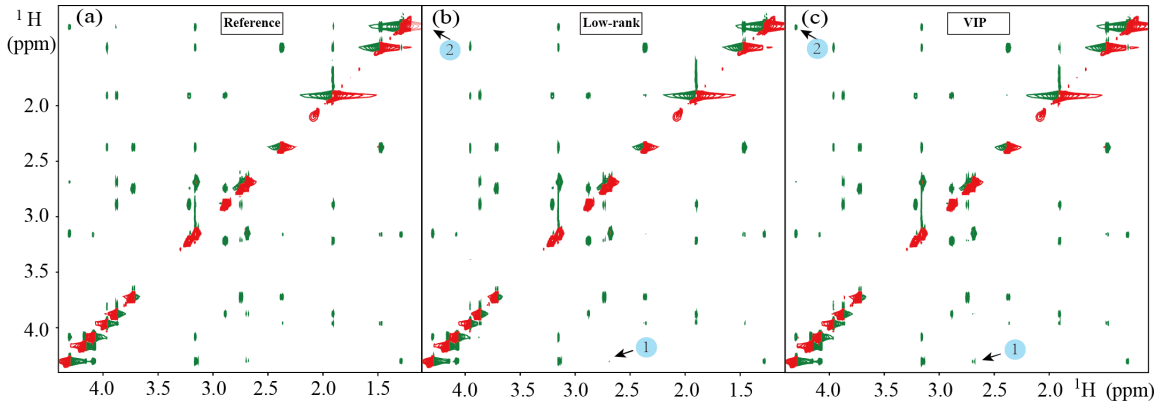 ¹H
(ppm)
(a) Reference
(b) Low-rank
(c) VIP
2
2
2.0
2.5
3.0
3.5
4.0
1
1
4.0 3.5 3.0 2.5 2.0 1.5
4.0 3.5 3.0 2.5 2.0 1.5
4.0 3.5 3.0 2.5 2.0 ¹H (ppm)